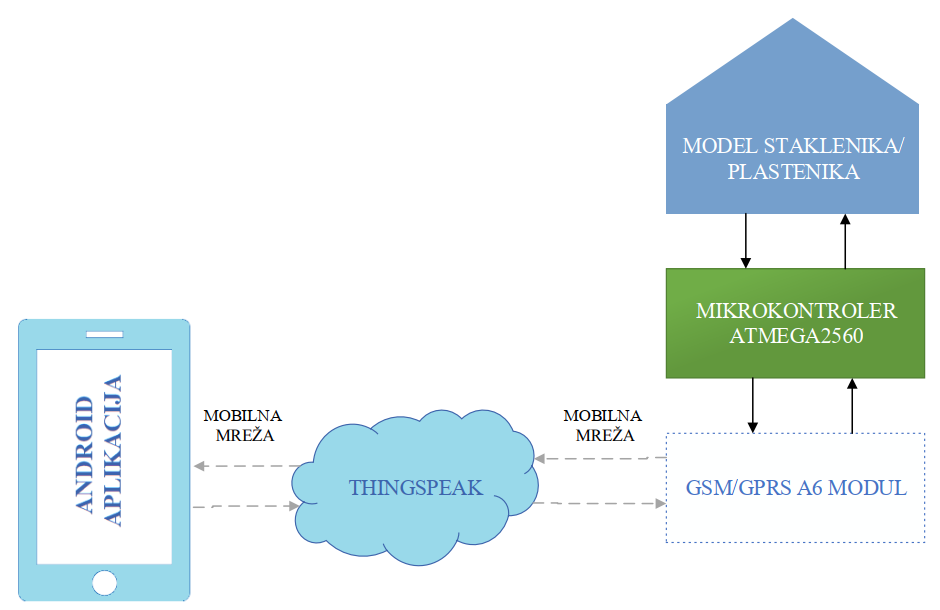 MODEL STAKLENIKA/
PLASTENIKA
MIKROKONTROLER
ATMEGA2560
ANDROID
APLIKACIJA
MOBILNA
MREŽA
THINGSPEAK
MOBILNA
MREŽA
GSM/GPRS A6 MODUL